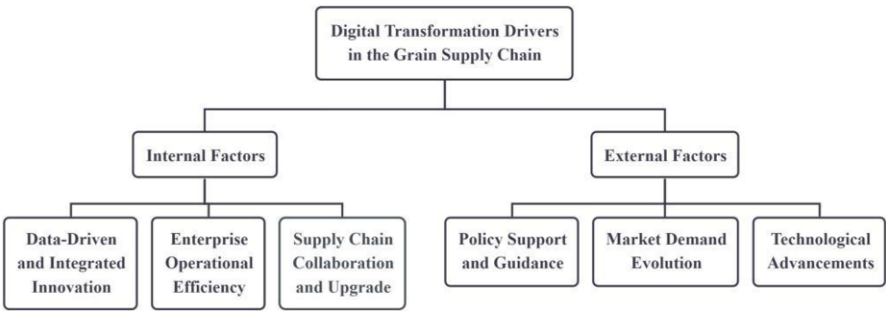 Digital Transformation Drivers
in the Grain Supply Chain
Internal Factors
External Factors
Data-Driven
and Integrated
Innovation
Enterprise
Operational
Efficiency
Supply Chain
Collaboration
and Upgrade
Policy Support
and Guidance
Market Demand
Evolution
Technological
Advancements